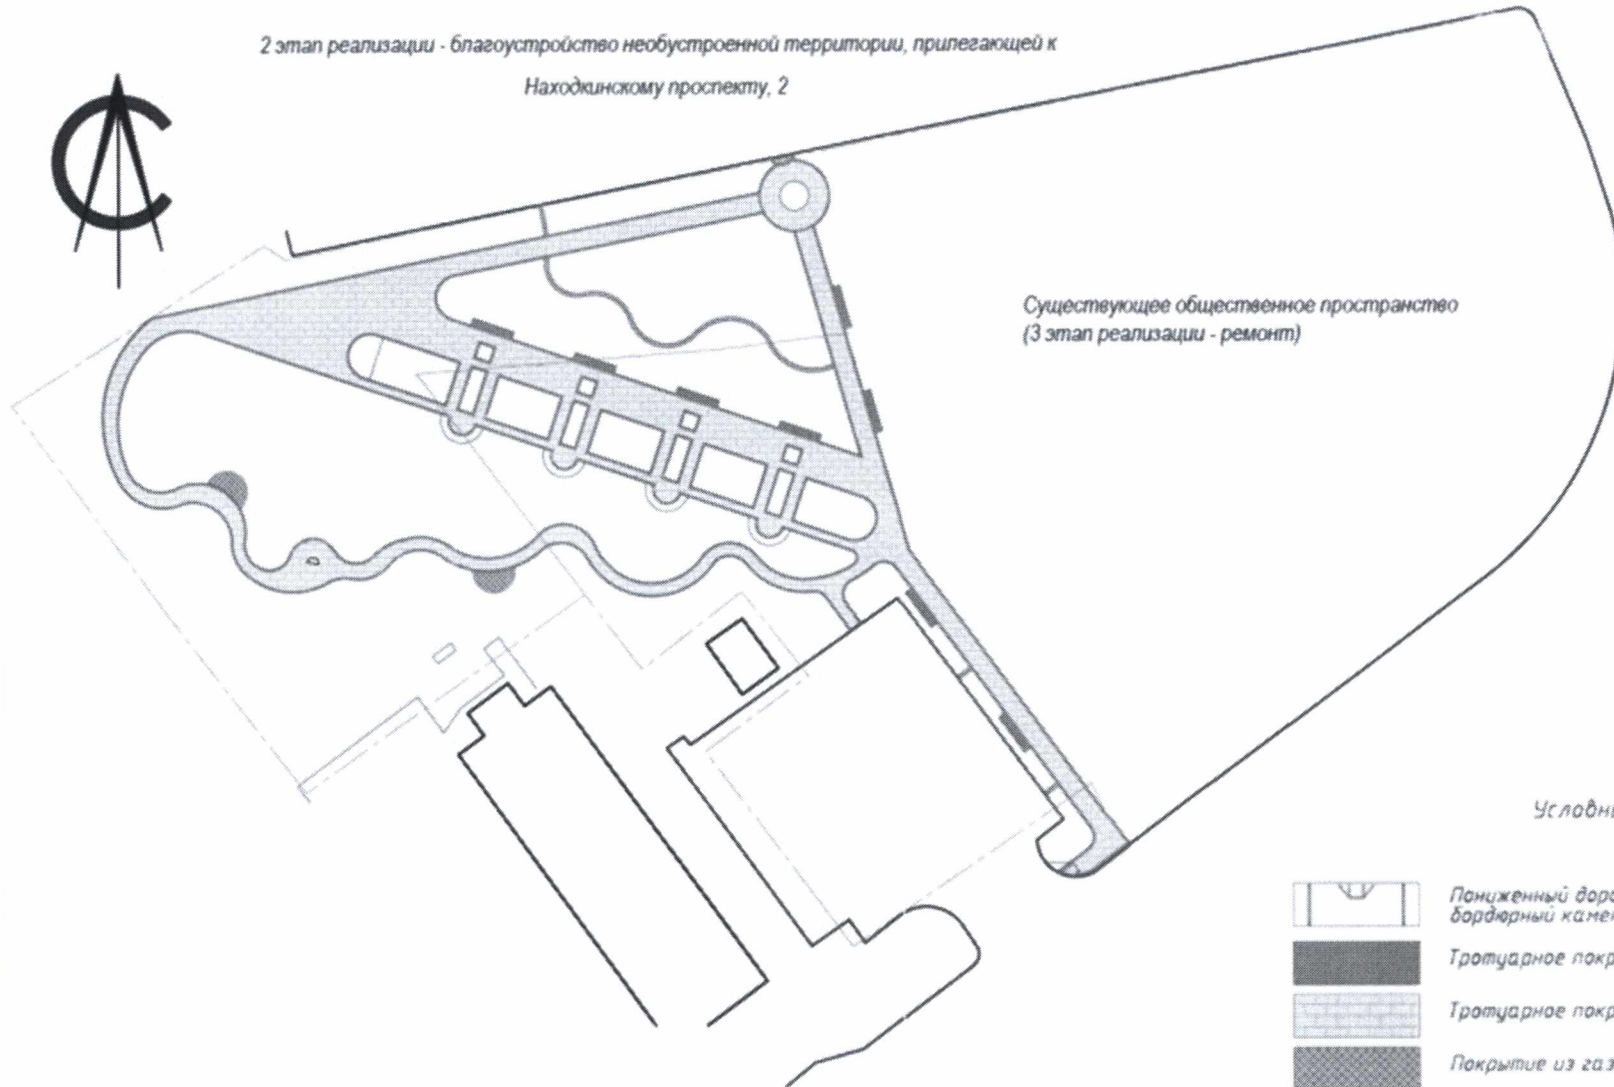 2 этап реализации - благоустройство необустроенной территории, прилегающей к
Находкинскому проспекту, 2
Существующее общественное пространство
(3 этап реализации - ремонт)
Тротуарное
Тротуарное
Покрытие из